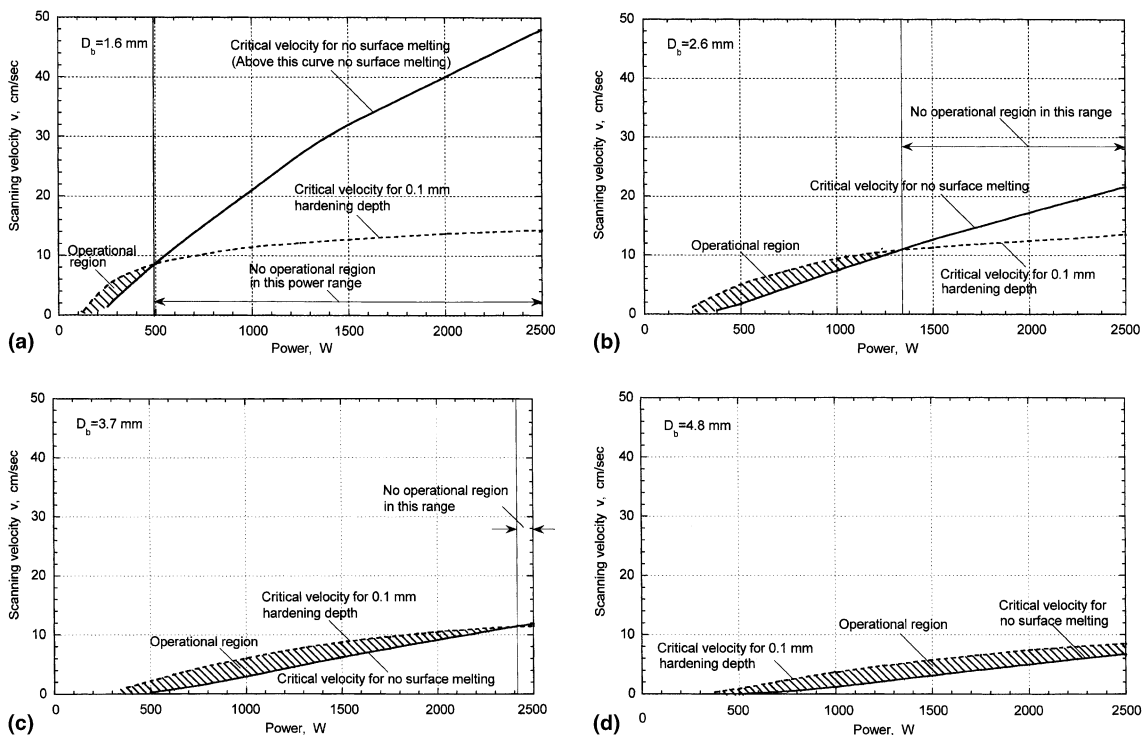 50
40
30
20
10
0
Scanning velocity v, cm/sec
D_b=1.6 mm
Critical velocity for no surface melting
(Above this curve no surface melting)
Critical velocity for 0.1 mm
hardening depth
Operational
region
No operational region
in this power range
0
500
1000
1500
2000
2500
Power, W
(a)
50
40
30
20
10
0
Scanning velocity v, cm/sec
D_b=2.6 mm
No operational region in this range
Critical velocity for no surface melting
Operational region
Critical velocity for 0.1 mm
hardening depth
0
500
1000
1500
2000
2500
Power, W
(b)
50
40
30
20
10
0
Scanning velocity v, cm/sec
D_b=3.7 mm
No operational region
in this range
Critical velocity for 0.1 mm
hardening depth
Operational region
Critical velocity for no surface melting
0
500
1000
1500
2000
2500
Power, W
(c)
50
40
30
20
10
0
Scanning velocity v, cm/sec
D_b=4.8 mm
Critical velocity for
no surface melting
Operational region
Critical velocity for 0.1 mm
hardening depth
0
500
1000
1500
2000
2500
Power, W
(d)